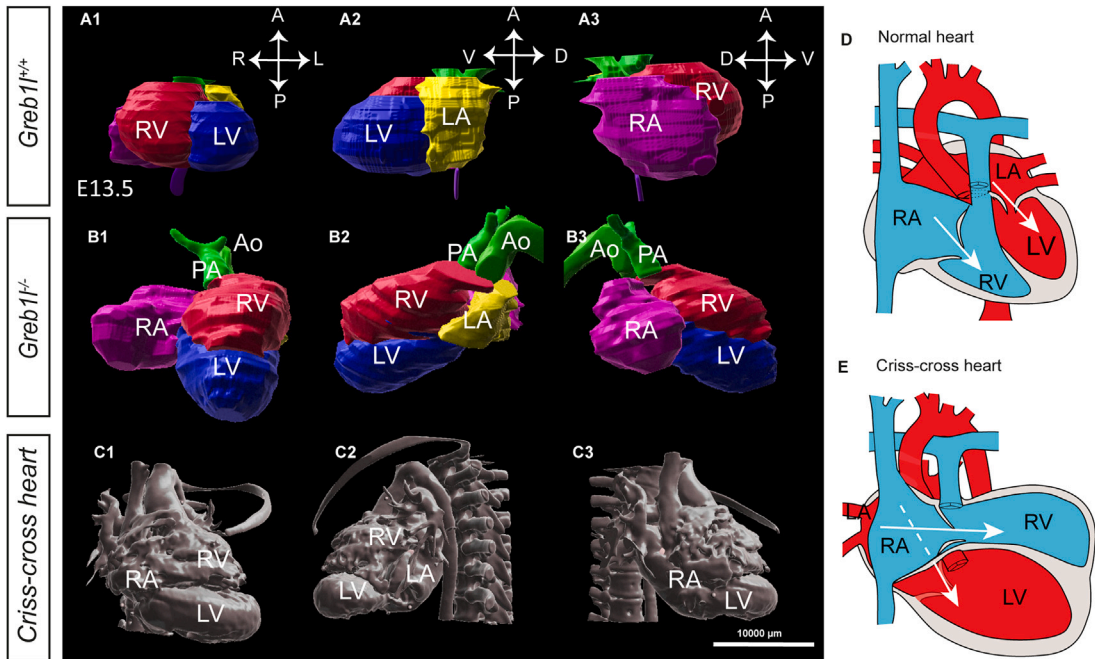 Greb1l+/+
A1
A
R
L
P
RV
LV
E13.5
A2
A
V
D
P
LV
LA
A3
A
D
V
P
RV
RA
Greb1l-/-
B1
Ao
PA
RV
RA
LV
B2
PA
Ao
RV
LA
LV
B3
Ao
PA
RV
RA
LV
Criss-cross heart
C1
RV
RA
LV
C2
RV
LA
LV
C3
RA
LV
10000 µm
D Normal heart
LA
RA
LV
RV
E Criss-cross heart
LA
RV
RA
LV